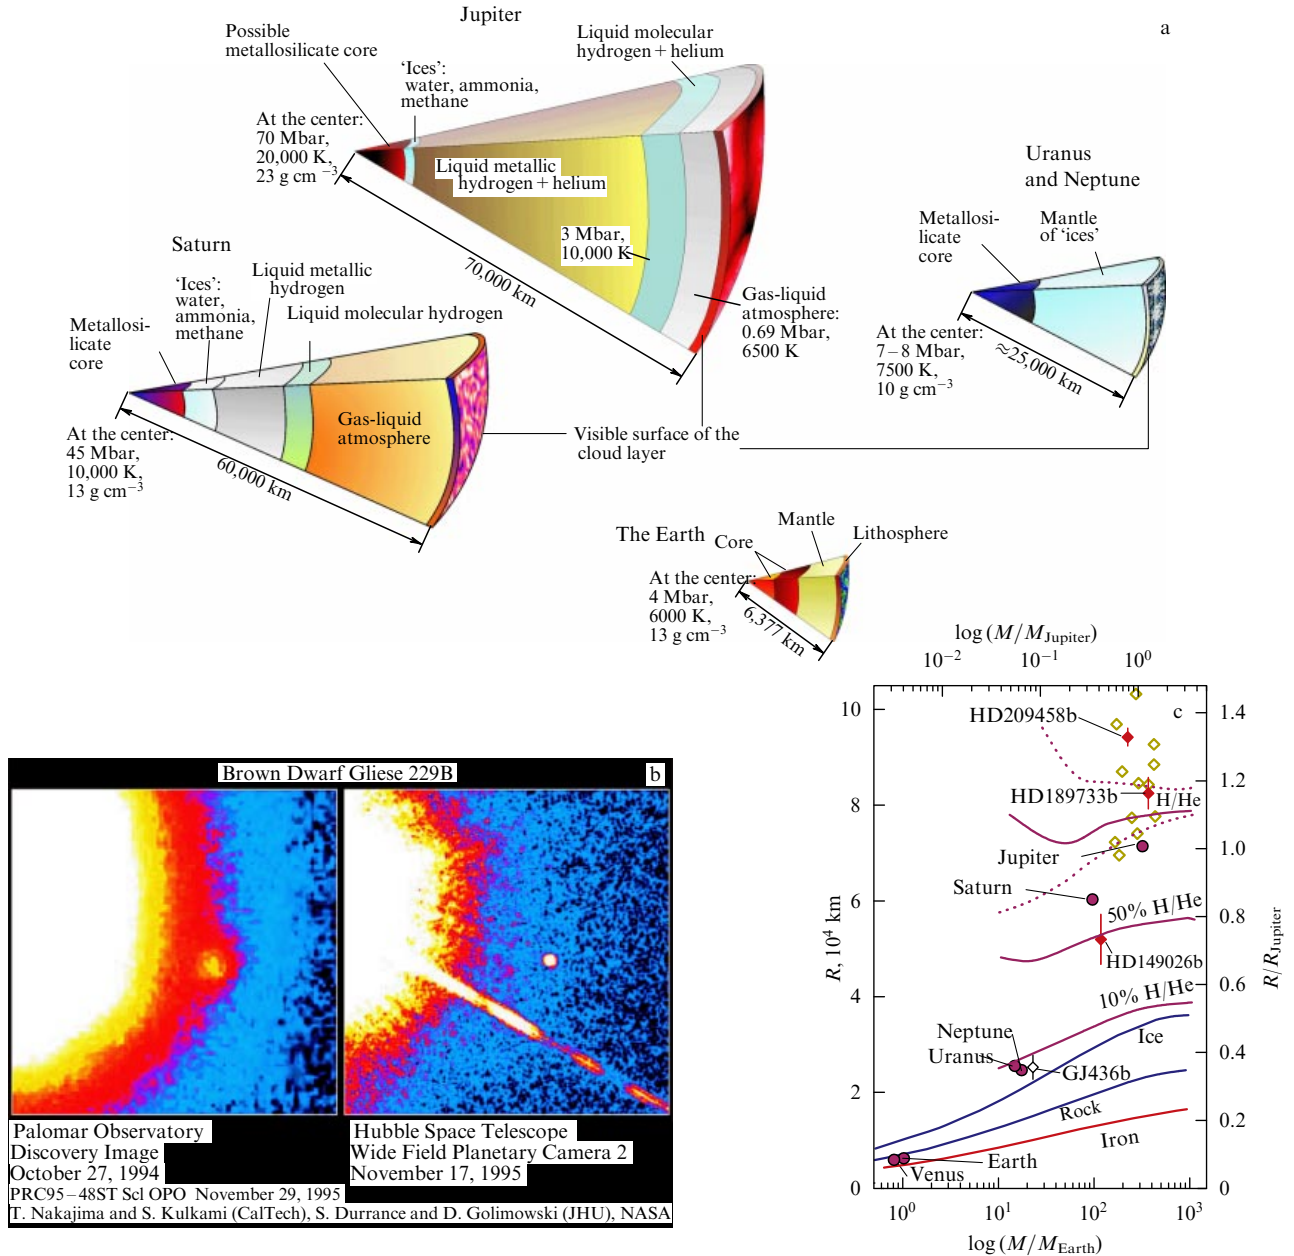 Jupiter
a
Possible
metallosilicate core
'Ices':
water, ammonia,
methane
Liquid molecular
hydrogen + helium
At the center:
70 Mbar,
20,000 K,
23 g cm−3
Liquid metallic
hydrogen + helium
3 Mbar,
10,000 K
70,000 km
Gas-liquid
atmosphere:
0.69 Mbar,
6500 K
Uranus
and Neptune
Metallosi-
licate
core
Mantle
of 'ices'
At the center:
7–8 Mbar,
7500 K,
10 g cm−3
≈25,000 km
Saturn
Metallosi-
licate
core
'Ices':
water,
ammonia,
methane
Liquid metallic
hydrogen
Liquid molecular hydrogen
Gas-liquid
atmosphere
At the center:
45 Mbar,
10,000 K,
13 g cm−3
60,000 km
Visible surface of the
cloud layer
The Earth
Core
Mantle
Lithosphere
At the center:
4 Mbar,
6000 K,
13 g cm−3
6,377 km
Brown Dwarf Gliese 229B
b
Palomar Observatory
Discovery Image
October 27, 1994
Hubble Space Telescope
Wide Field Planetary Camera 2
November 17, 1995
PRC95–48ST Scl OPO November 29, 1995
T. Nakajima and S. Kulkami (CalTech), S. Durrance and D. Golimowski (JHU), NASA
log (M/MJupiter)
10−2 10−1 100
c
10
8
6
4
2
0
R, 104 km
1.4
1.2
1.0
0.8
0.6
0.4
0.2
0
R/RJupiter
HD209458b
HD189733b
H/He
Jupiter
Saturn
50% H/He
HD149026b
10% H/He
Neptune
Uranus
GJ436b
Ice
Rock
Iron
Earth
Venus
100 101 102 103
log (M/MEarth)